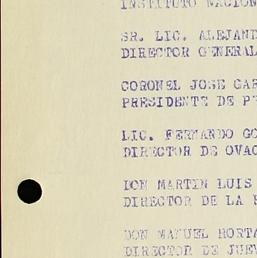 INSTITUTO NACION
SR. LIC. ALEJAND
DIRECTOR GENERAL
CORONEL JOSE GAR
PRESIDENTE DE P
LIC. FERNANDO GO
DIRECTOR DE OVAC
DON MARTIN LUIS
DIRECTOR DE LA
DON MANUEL HORTA
DIRECTOR DE JUEV